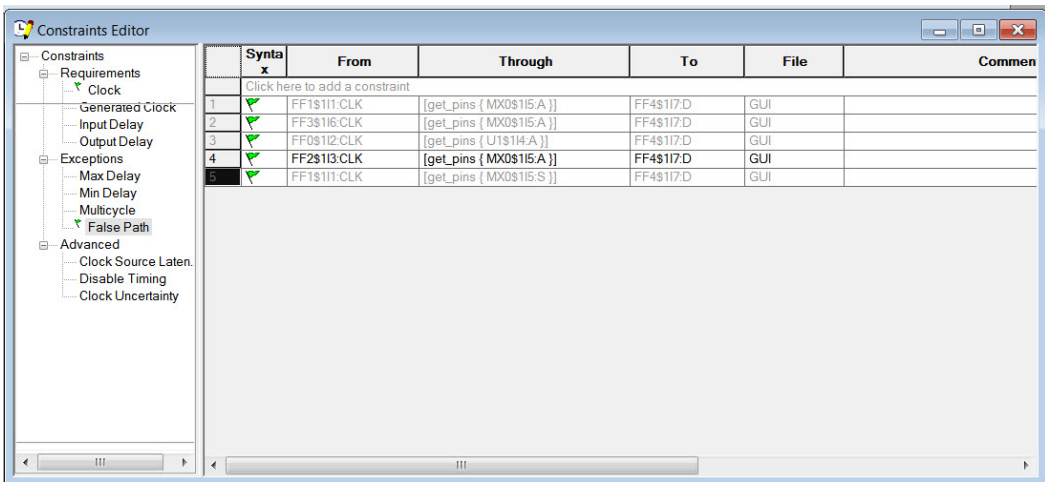 Constraints Editor
Constraints
Requirements
Clock
Generated Clock
Input Delay
Output Delay
Exceptions
Max Delay
Min Delay
Multicycle
False Path
Advanced
Clock Source Laten.
Disable Timing
Clock Uncertainty
Synta
x From Through To File Commen
Click here to add a constraint
1 FF1$1I1:CLK [get_pins { MX0$1I5:A }] FF4$1I7:D GUI
2 FF3$1I6:CLK [get_pins { MX0$1I5:A }] FF4$1I7:D GUI
3 FF0$1I2:CLK [get_pins { U1$1I4:A }] FF4$1I7:D GUI
4 FF2$1I3:CLK [get_pins { MX0$1I5:A }] FF4$1I7:D GUI
5 FF1$1I1:CLK [get_pins { MX0$1I5:S }] FF4$1I7:D GUI